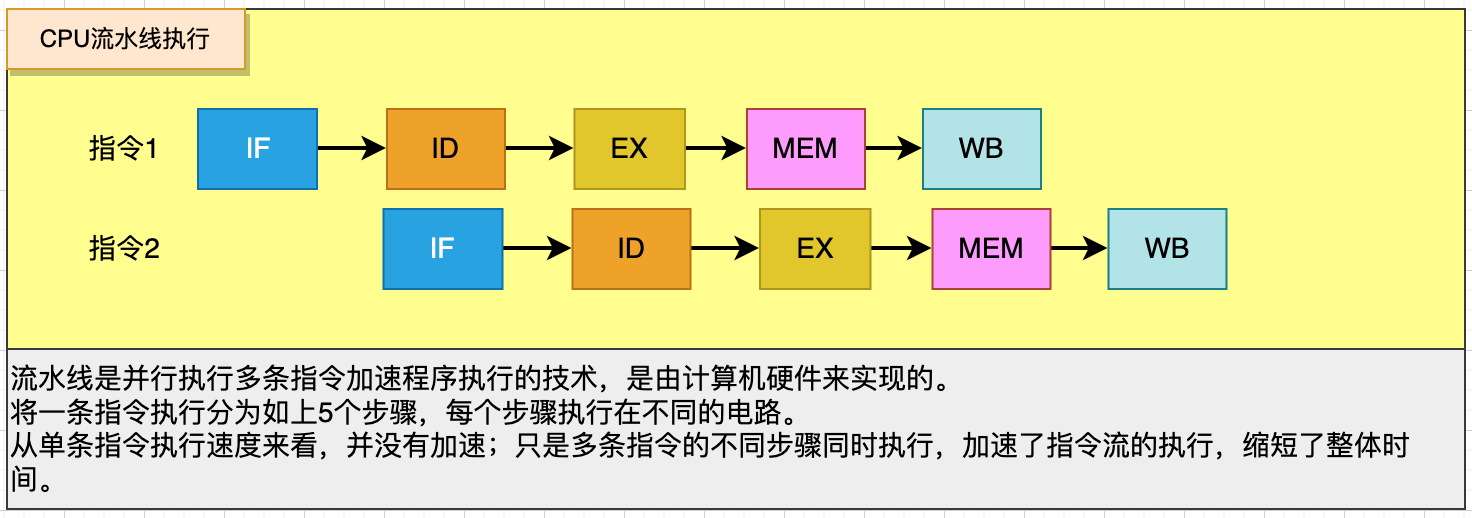 CPU流水线执行
指令1 IF ID EX MEM WB
指令2 IF ID EX MEM WB
流水线是并行执行多条指令加速程序执行的技术，是由计算机硬件来实现的。
将一条指令执行分为如上5个步骤，每个步骤执行在不同的电路。
从单条指令执行速度来看，并没有加速；只是多条指令的不同步骤同时执行，加速了指令流的执行，缩短了整体时
间。